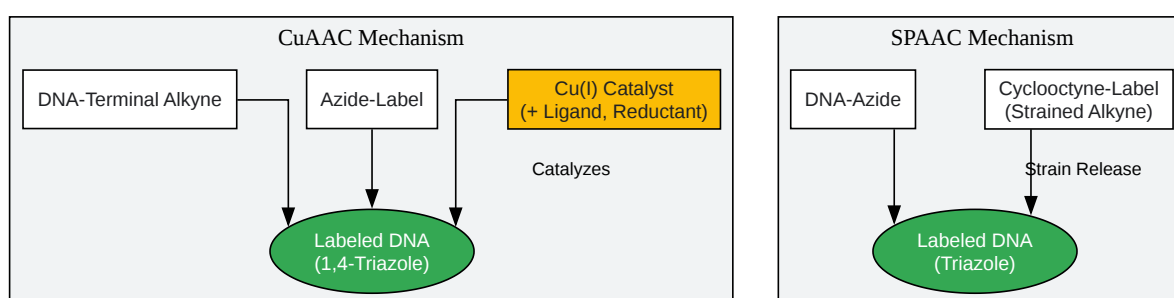 CuAAC Mechanism
DNA-Terminal Alkyne
Azide-Label
Cu(I) Catalyst
(+ Ligand, Reductant)
Catalyzes
Labeled DNA
(1,4-Triazole)
SPAAC Mechanism
DNA-Azide
Cyclooctyne-Label
(Strained Alkyne)
Strain Release
Labeled DNA
(Triazole)